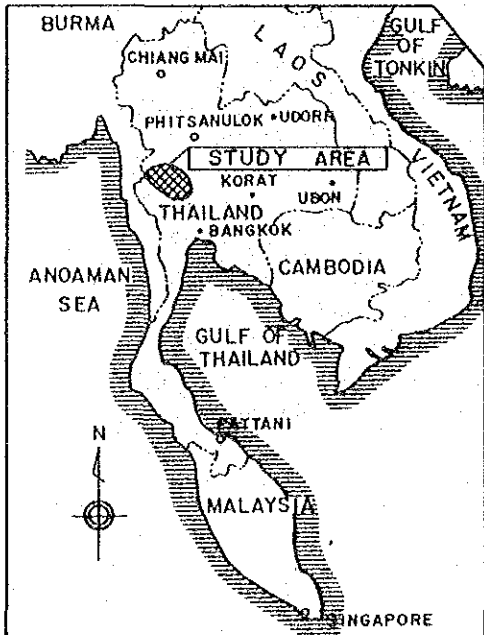 BURMA
LAOS
GULF
OF
TONKIN
CHIANG MAI
PHITSANULOK
UDORN
STUDY AREA
KORAT
UBON
VIETNAM
THAILAND
BANGKOK
CAMBODIA
ANOAMAN
SEA
GULF OF
THAILAND
PATTANI
N
MALAYSIA
SINGAPORE